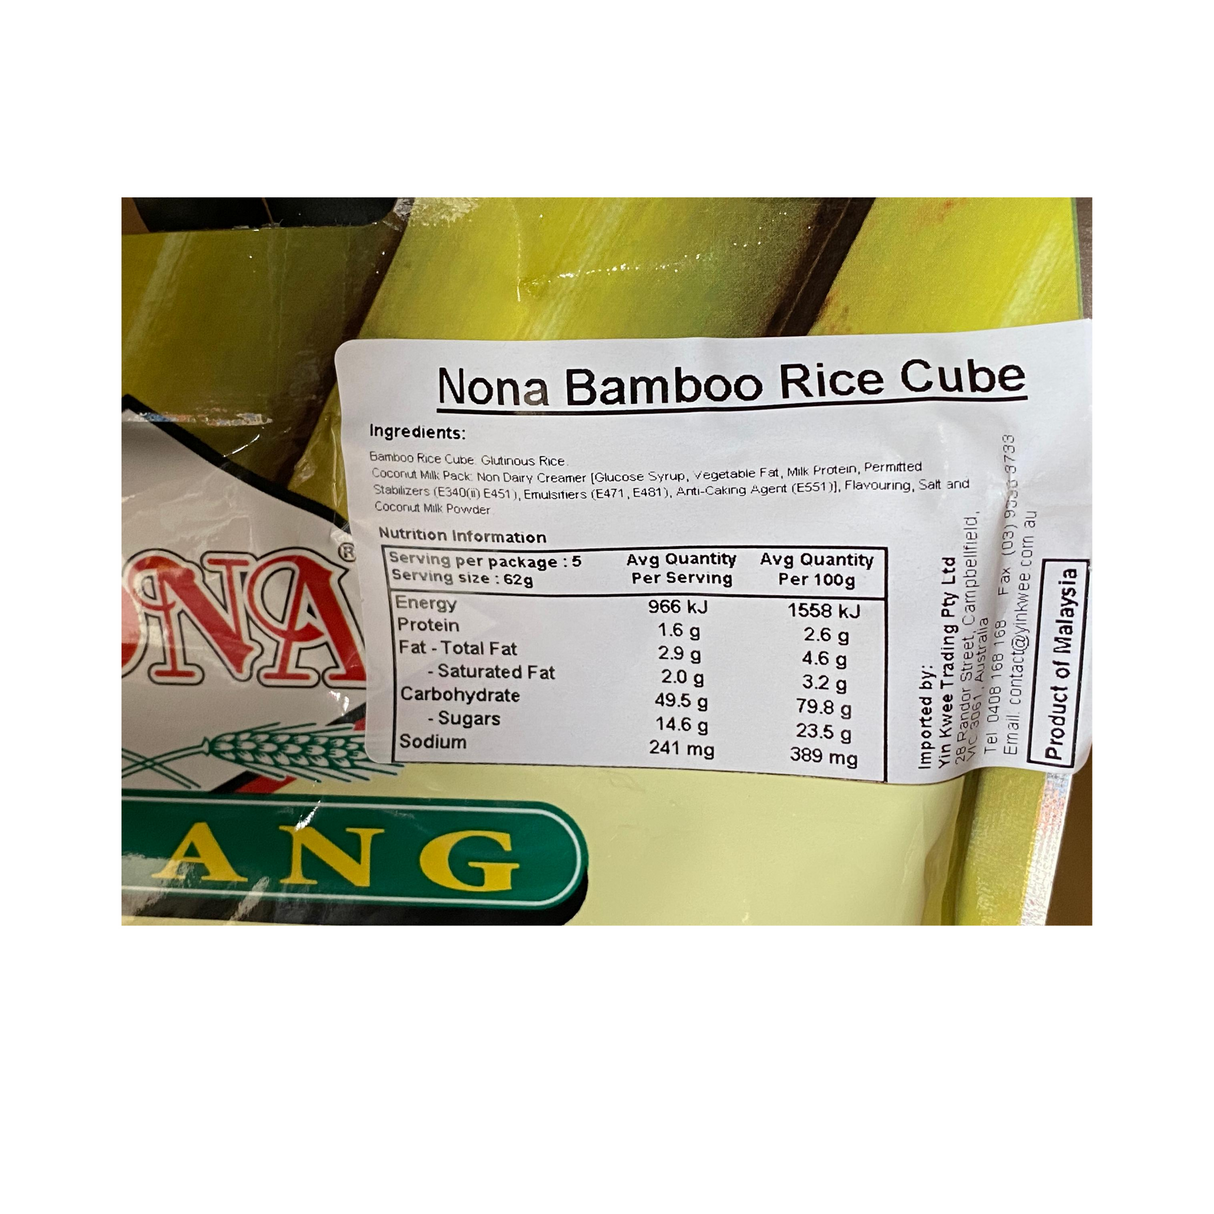 Nona Bamboo Rice Cube
Ingredients:
Bamboo Rice Cube: Glutinous Rice.
Coconut Milk Pack: Non Dairy Creamer [Glucose Syrup, Vegetable Fat, Milk Protein, Permitted
Stabilizers (E340(ii) E451), Emulsifiers (E471, E481), Anti-Caking Agent (E551)], Flavouring, Salt and
Coconut Milk Powder
Nutrition Information
Serving per package : 5 Avg Quantity Avg Quantity
Serving size : 62g Per Serving Per 100g
Energy 966 kJ 1558 kJ
Protein 1.6 g 2.6 g
Fat - Total Fat 2.9 g 4.6 g
- Saturated Fat 2.0 g 3.2 g
Carbohydrate 49.5 g 79.8 g
- Sugars 14.6 g 23.5 g
Sodium 241 mg 389 mg
Imported by:
Yin Kwee Trading Pty Ltd
28 Randor Street, Campbellfield,
VIC 3061, Australia
Tel. 0408 168 168 Fax (03)
Email. contact@yinkwee.com.au
Product of Malaysia
NONA®
ANG